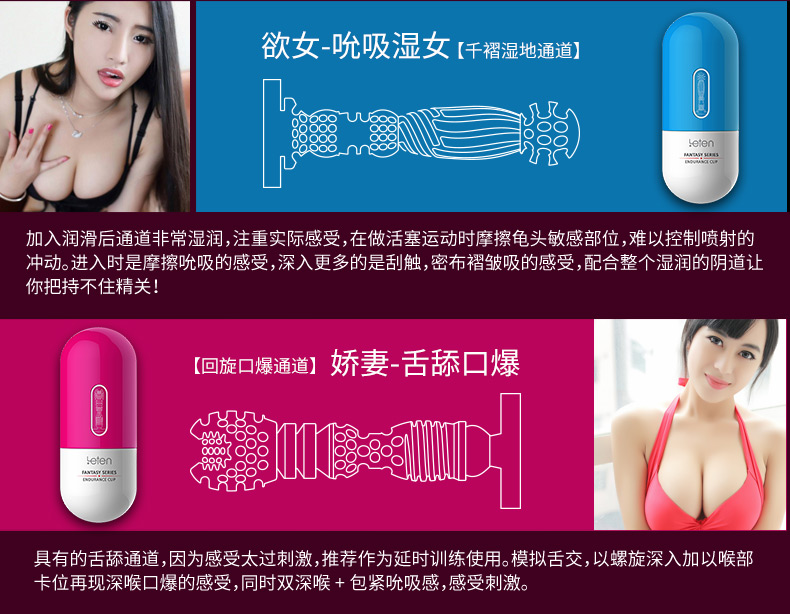 欲女-吮吸湿女【千褶湿地通道】
Leten
FANTASY SERIES
ENDURANCE CUP
加入润滑后通道非常湿润,注重实际感受,在做活塞运动时摩擦龟头敏感部位,难以控制喷射的
冲动。进入时是摩擦吮吸的感受,深入更多的是刮触,密布褶皱吸的感受,配合整个湿润的阴道让
你把持不住精关!
【回旋口爆通道】 娇妻-舌舔口爆
Leten
FANTASY SERIES
ENDURANCE CUP
具有的舌舔通道,因为感受太过刺激,推荐作为延时训练使用。模拟舌交,以螺旋深入加以喉部
卡位再现深喉口爆的感受,同时双深喉 + 包紧吮吸感,感受刺激。